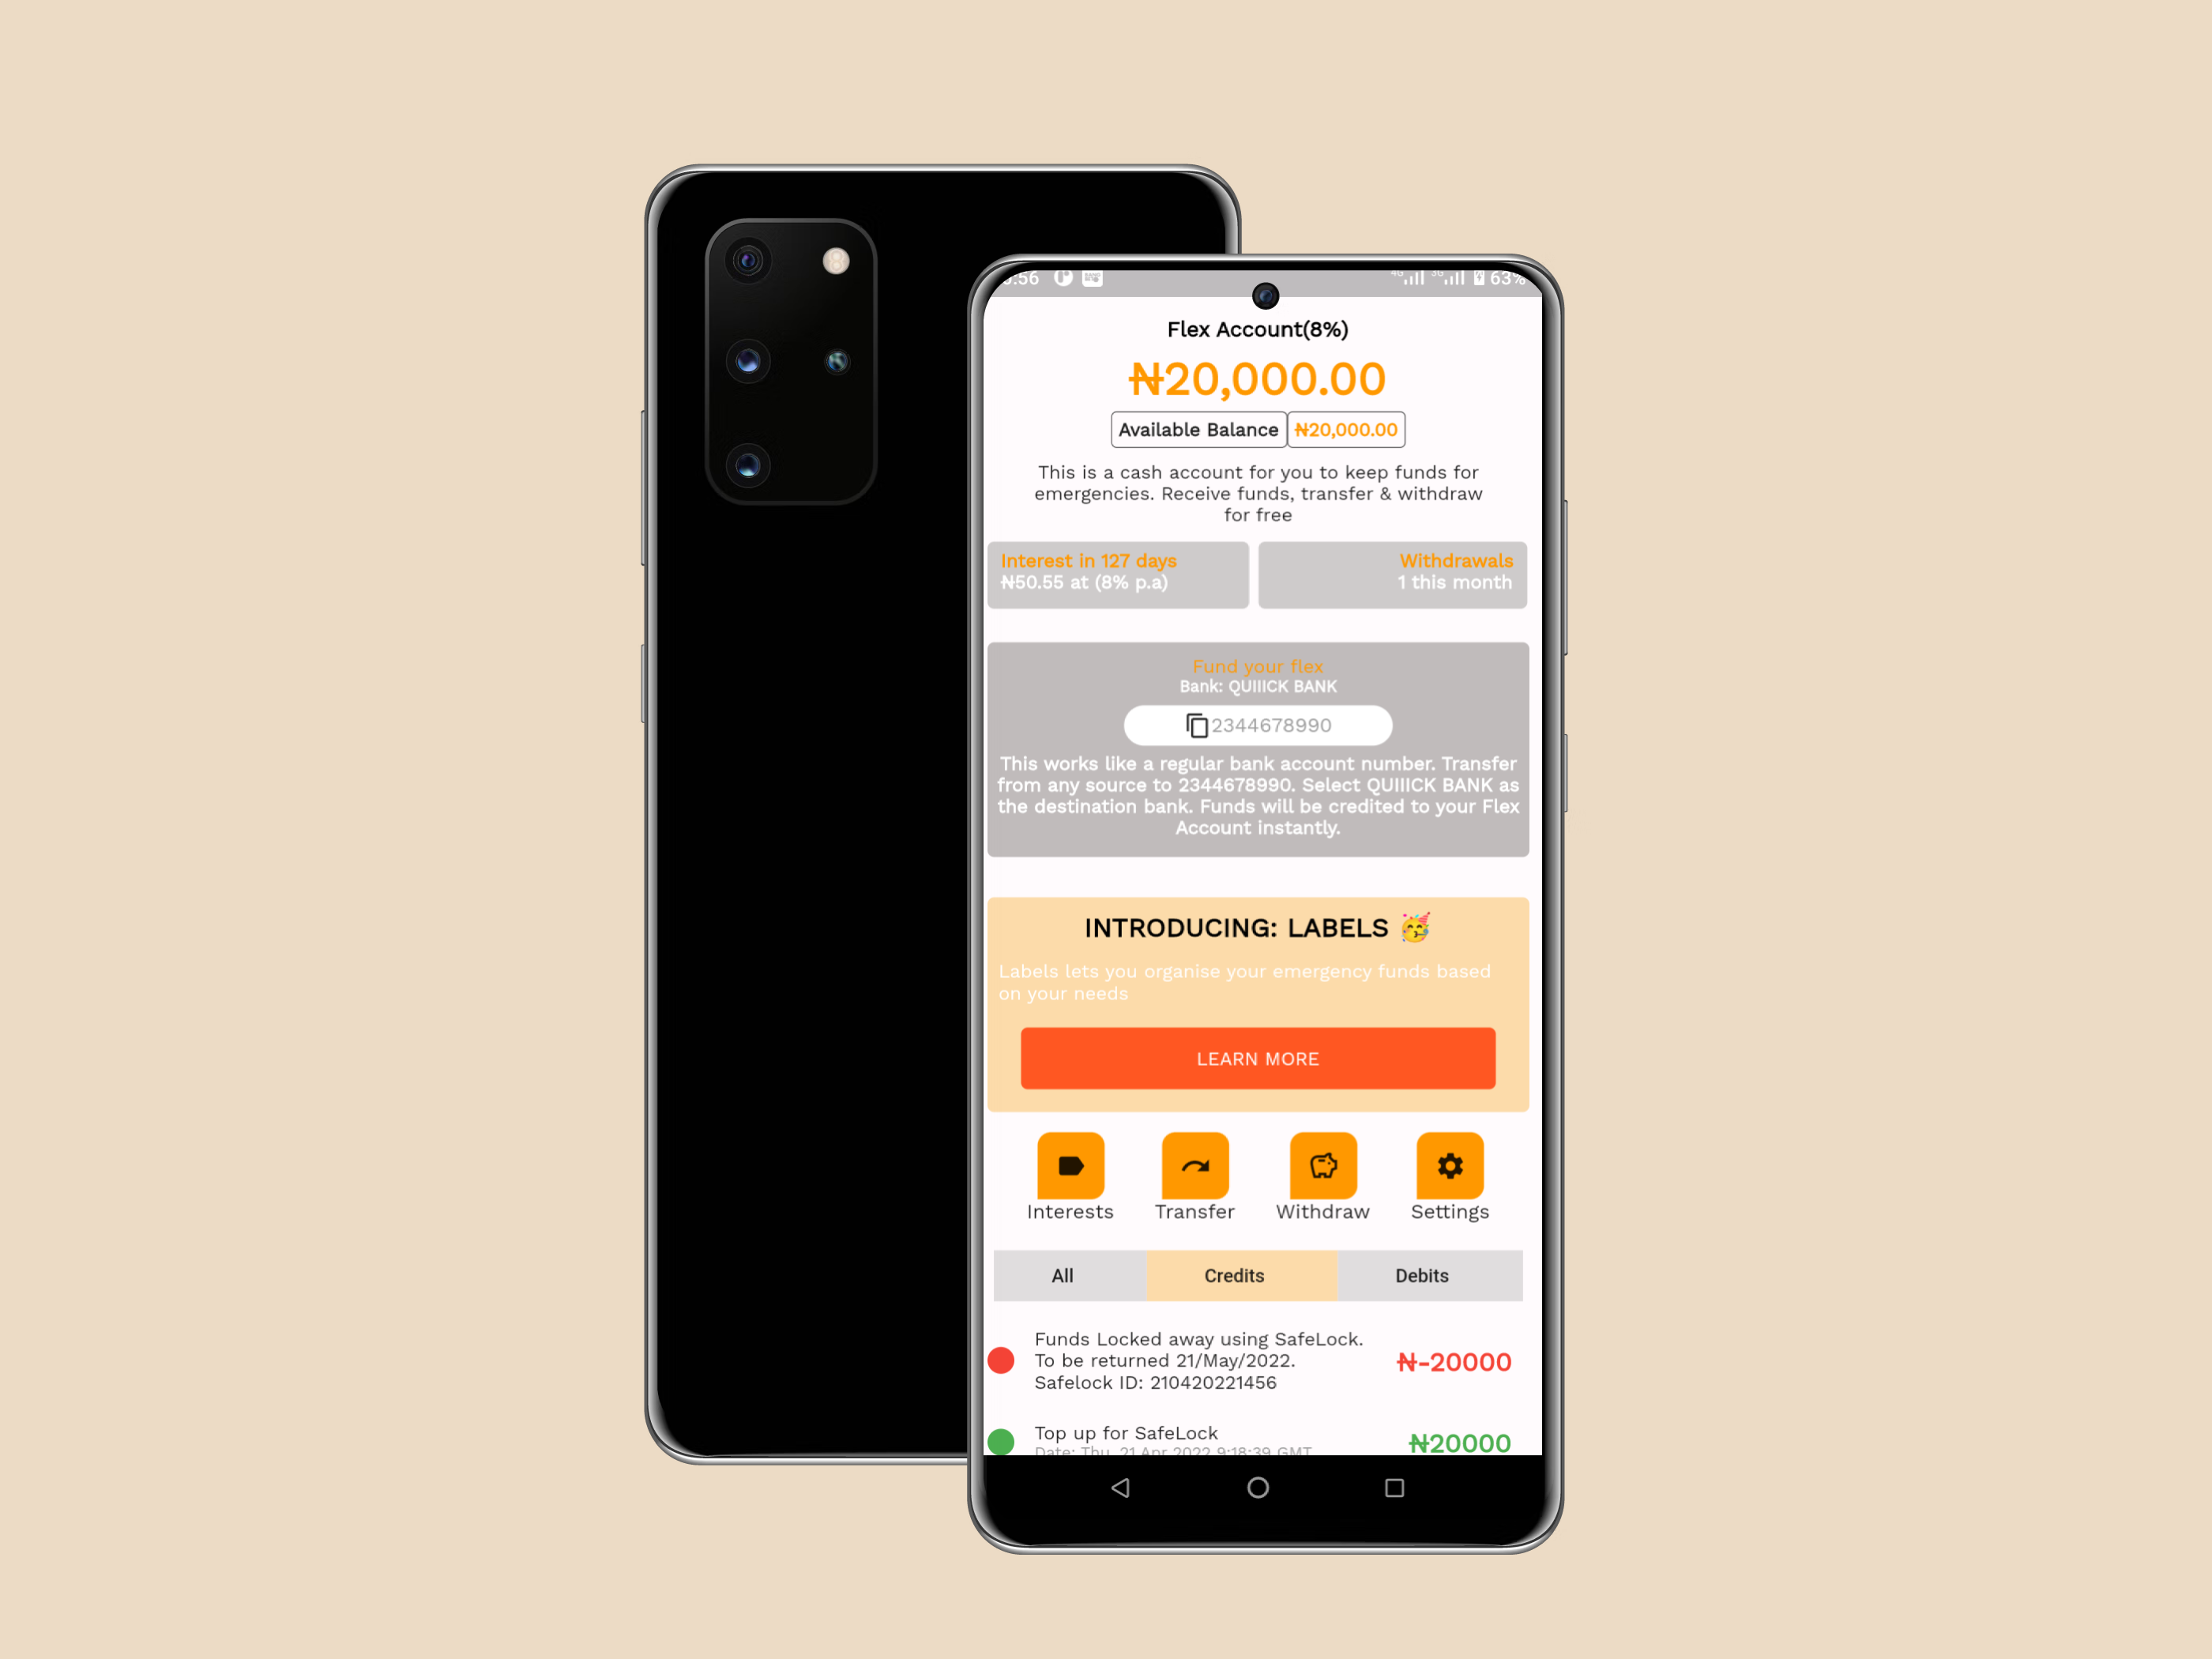 :56
4G 3G 63%
Flex Account(8%)
₦20,000.00
Available Balance ₦20,000.00
This is a cash account for you to keep funds for
emergencies. Receive funds, transfer & withdraw
for free
Interest in 127 days
₦50.55 at (8% p.a)
Withdrawals
1 this month
Fund your flex
Bank: QUIIICK BANK
2344678990
This works like a regular bank account number. Transfer
from any source to 2344678990. Select QUIIICK BANK as
the destination bank. Funds will be credited to your Flex
Account instantly.
INTRODUCING: LABELS 🥳
Labels lets you organise your emergency funds based
on your needs
LEARN MORE
Interests Transfer Withdraw Settings
All Credits Debits
Funds Locked away using SafeLock.
To be returned 21/May/2022.
Safelock ID: 210420221456
₦-20000
Top up for SafeLock
Date: Thu, 21 Apr 2022 9:18:39 GMT
₦20000